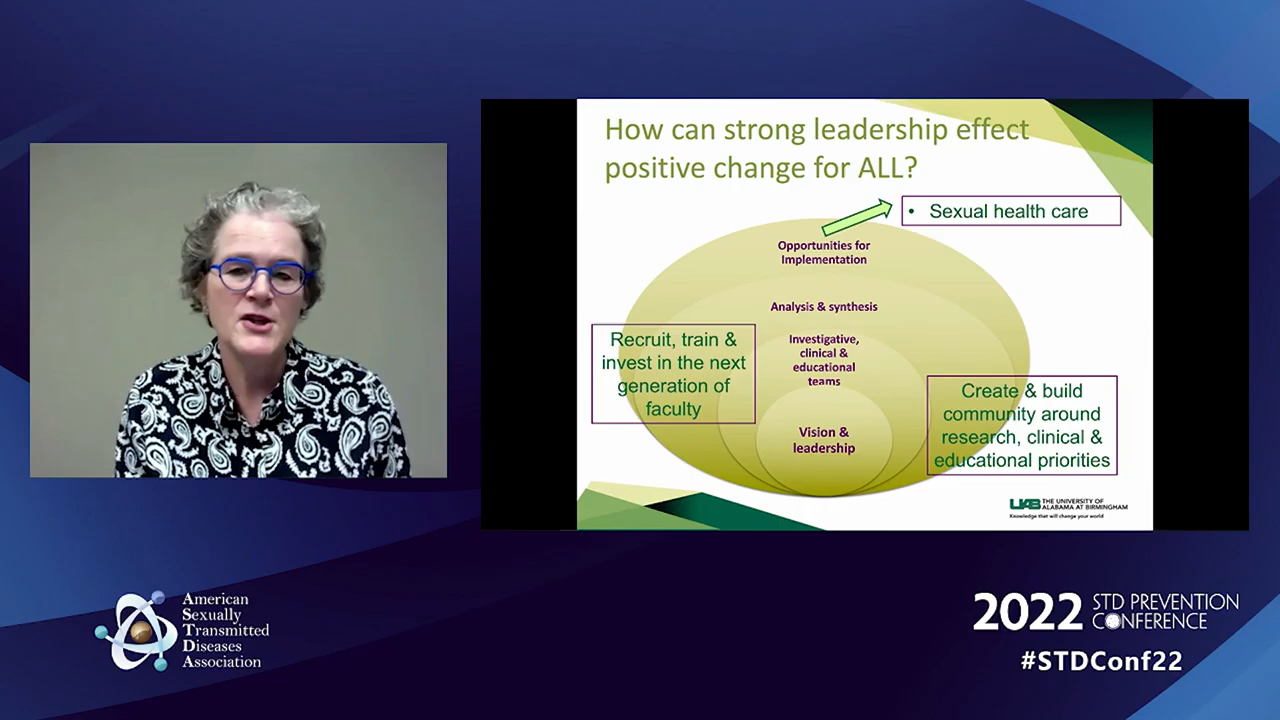 How can strong leadership effect
positive change for ALL?
• Sexual health care
Opportunities for
Implementation
Analysis & synthesis
Investigative,
clinical &
educational
teams
Vision &
leadership
Recruit, train &
invest in the next
generation of
faculty
Create & build
community around
research, clinical &
educational priorities
UAB THE UNIVERSITY OF
ALABAMA AT BIRMINGHAM
Knowledge that will change your world
American
Sexually
Transmitted
Diseases
Association
2022 STD PREVENTION
CONFERENCE
#STDConf22